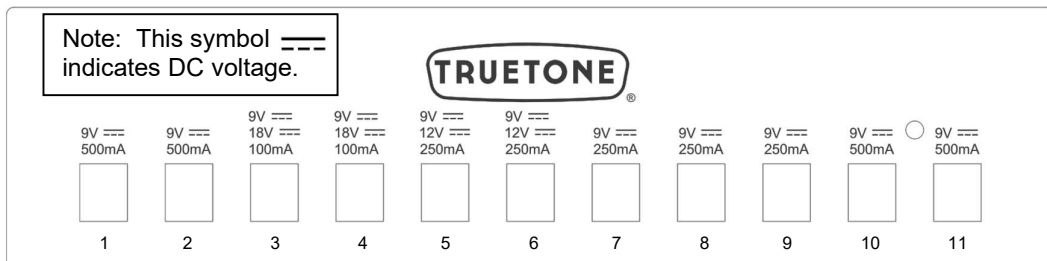 Note: This symbol
indicates DC voltage.
TRUETONE
®
9V 9V 9V 9V
18V 18V 12V 12V
9V 9V 9V 9V 9V 9V 9V
500mA 500mA 100mA 100mA 250mA 250mA 250mA 250mA 250mA 500mA 500mA
1 2 3 4 5 6 7 8 9 10 11